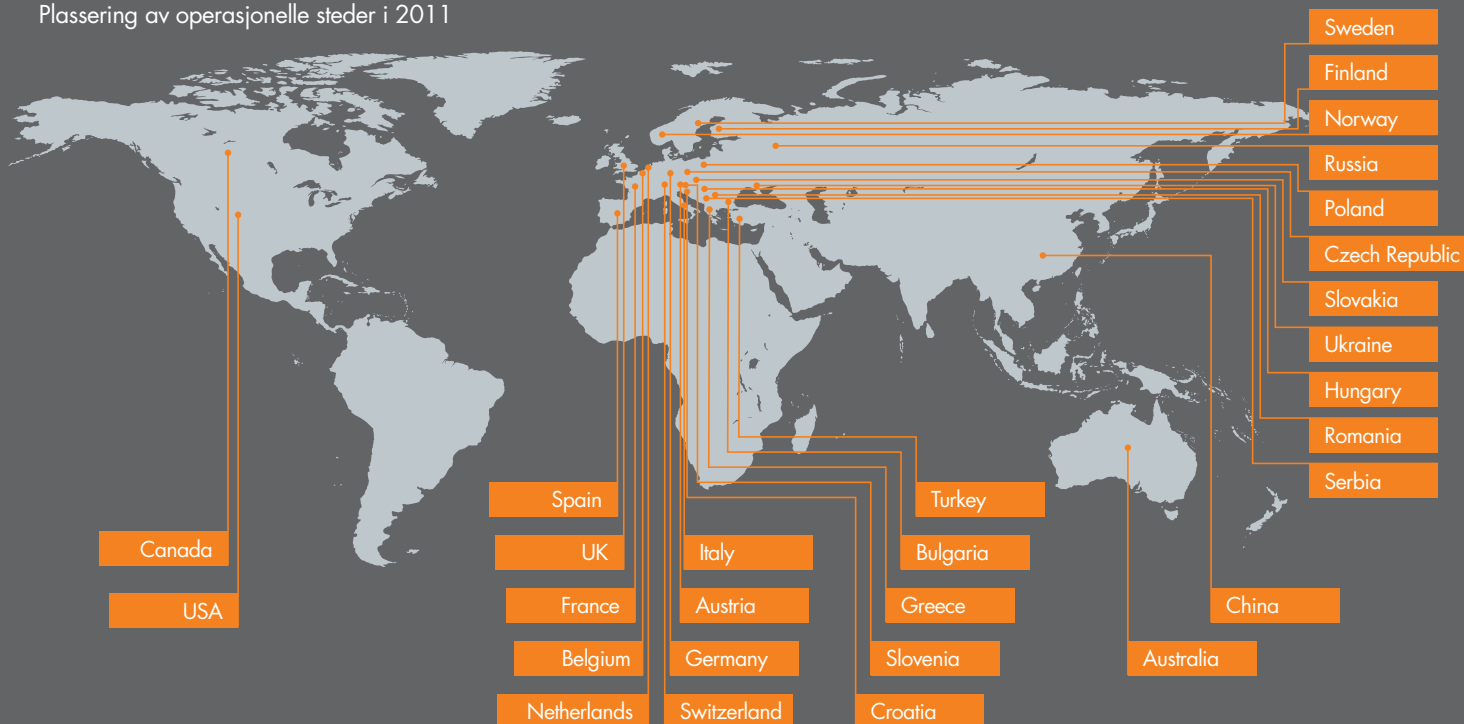 Plassering av operasjonelle steder i 2011
Sweden
Finland
Norway
Russia
Poland
Czech Republic
Slovakia
Ukraine
Hungary
Romania
Serbia
Spain
Turkey
Canada
UK
Italy
Bulgaria
USA
France
Austria
Greece
China
Belgium
Germany
Slovenia
Australia
Netherlands
Switzerland
Croatia